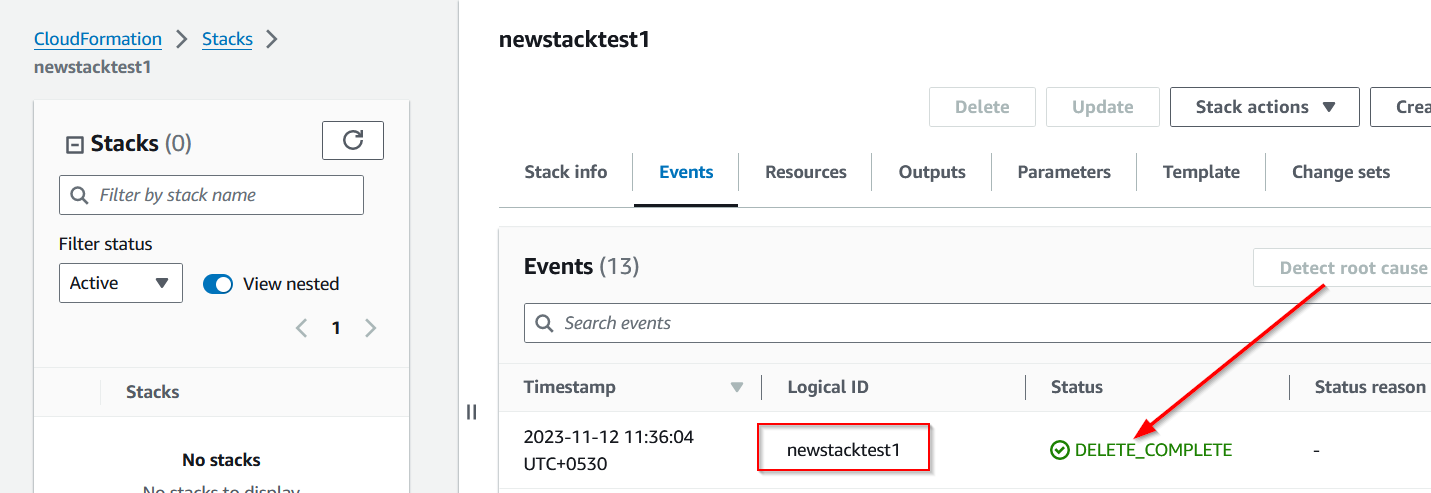 CloudFormation > Stacks >
newstacktest1
Stacks (0)
Filter by stack name
Filter status
Active
View nested
1
Stacks
No stacks
No stacks to display
newstacktest1
Delete
Update
Stack actions
Crea
Stack info
Events
Resources
Outputs
Parameters
Template
Change sets
Events (13)
Detect root cause
Search events
Timestamp
Logical ID
Status
Status reason
2023-11-12 11:36:04
UTC+0530
newstacktest1
DELETE_COMPLETE
-